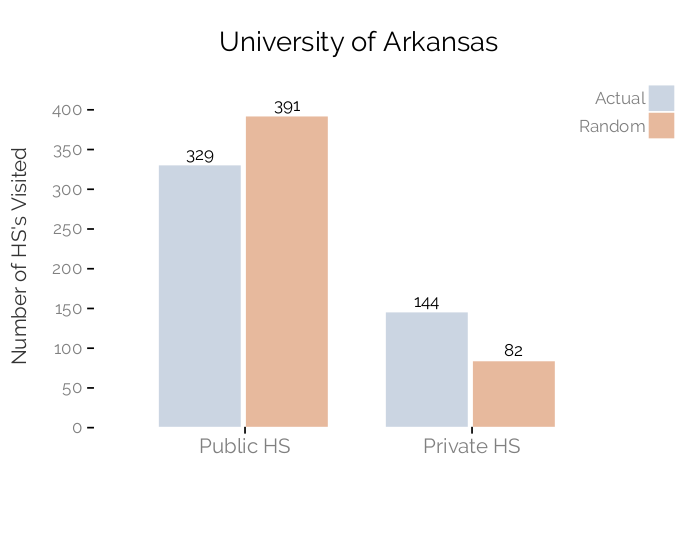 University of Arkansas
Actual
Random
Number of HS's Visited
400
350
300
250
200
150
100
50
0
329
391
144
82
Public HS
Private HS